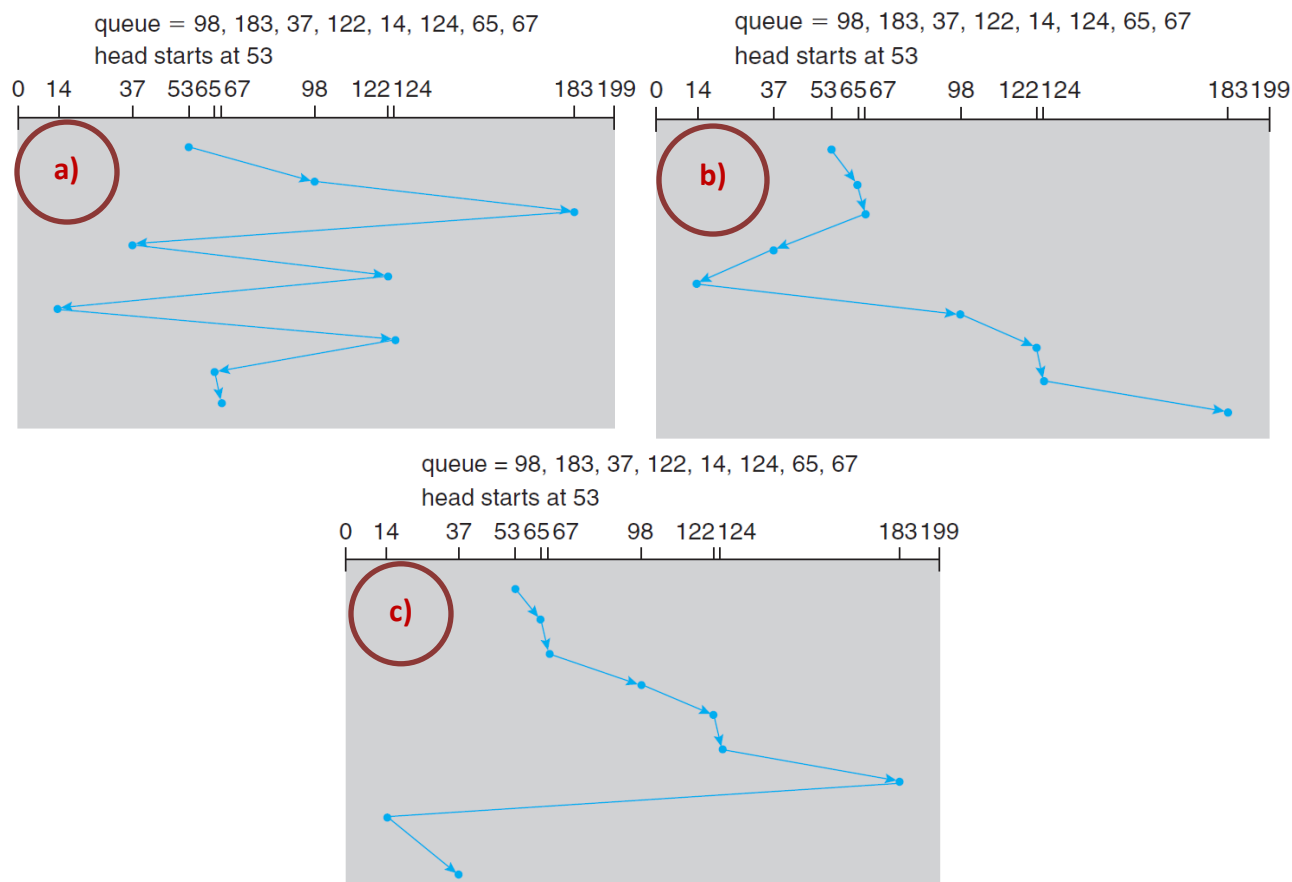 queue = 98, 183, 37, 122, 14, 124, 65, 67
head starts at 53
0 14 37 53 65 67 98 122 124 183 199
a)
queue = 98, 183, 37, 122, 14, 124, 65, 67
head starts at 53
0 14 37 53 65 67 98 122 124 183 199
b)
queue = 98, 183, 37, 122, 14, 124, 65, 67
head starts at 53
0 14 37 53 65 67 98 122 124 183 199
c)